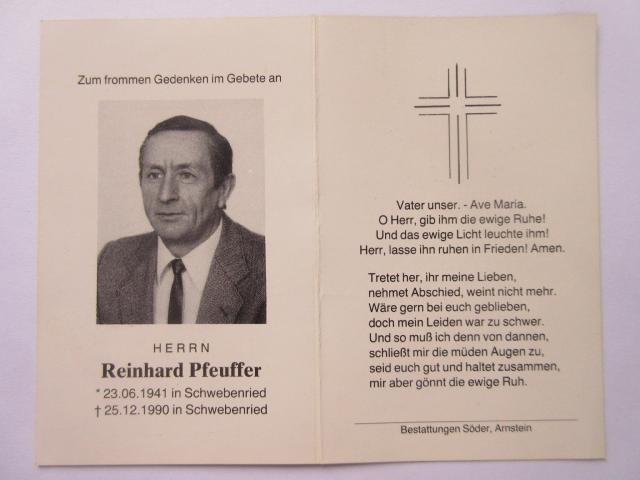 Zum frommen Gedenken im Gebete an
HERRN
Reinhard Pfeuffer
* 23.06.1941 in Schwebenried
† 25.12.1990 in Schwebenried
Vater unser. - Ave Maria.
O Herr, gib ihm die ewige Ruhe!
Und das ewige Licht leuchte ihm!
Herr, lasse ihn ruhen in Frieden! Amen.
Tretet her, ihr meine Lieben,
nehmet Abschied, weint nicht mehr.
Wäre gern bei euch geblieben,
doch mein Leiden war zu schwer.
Und so muß ich denn von dannen,
schließt mir die müden Augen zu,
seid euch gut und haltet zusammen,
mir aber gönnt die ewige Ruh.
Bestattungen Söder, Arnstein